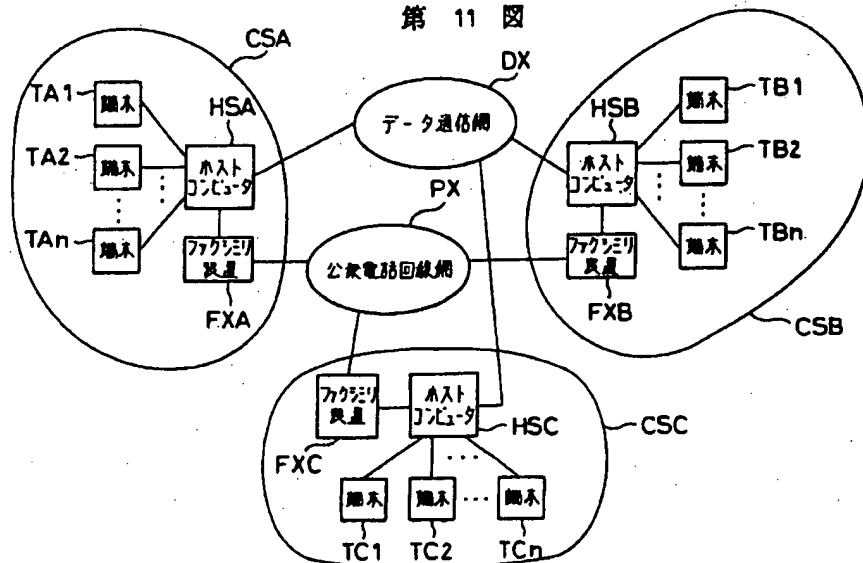 第 11 図
CSA
DX
TA1
端末
HSA
データ通信網
HSB
端末
TB1
TA2
端末
ホスト
コンピュータ
PX
ホスト
コンピュータ
端末
TB2
TAn
端末
ファクシミリ
装置
公衆電話回線網
ファクシミリ
装置
端末
TBn
FXA
FXB
CSB
ファクシミリ
装置
ホスト
コンピュータ
HSC
CSC
FXC
端末
端末
端末
TC1
TC2
TCn